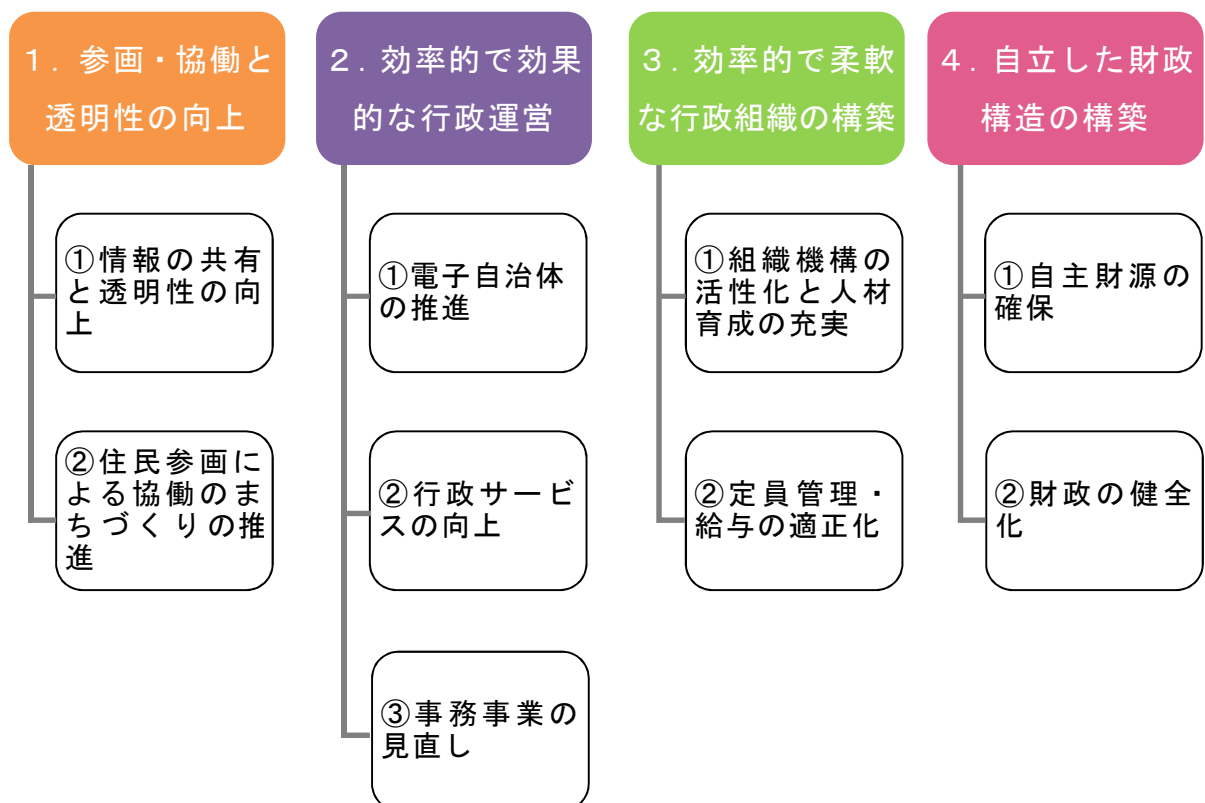 １．参画・協働と
透明性の向上
①情報の共有
と透明性の向
上
②住民参画に
よる協働のま
ちづくりの推
進
２．効率的で効果
的な行政運営
①電子自治体
の推進
②行政サービ
スの向上
③事務事業の
見直し
３．効率的で柔軟
な行政組織の構築
①組織機構の
活性化と人材
育成の充実
②定員管理・
給与の適正化
４．自立した財政
構造の構築
①自主財源の
確保
②財政の健全
化